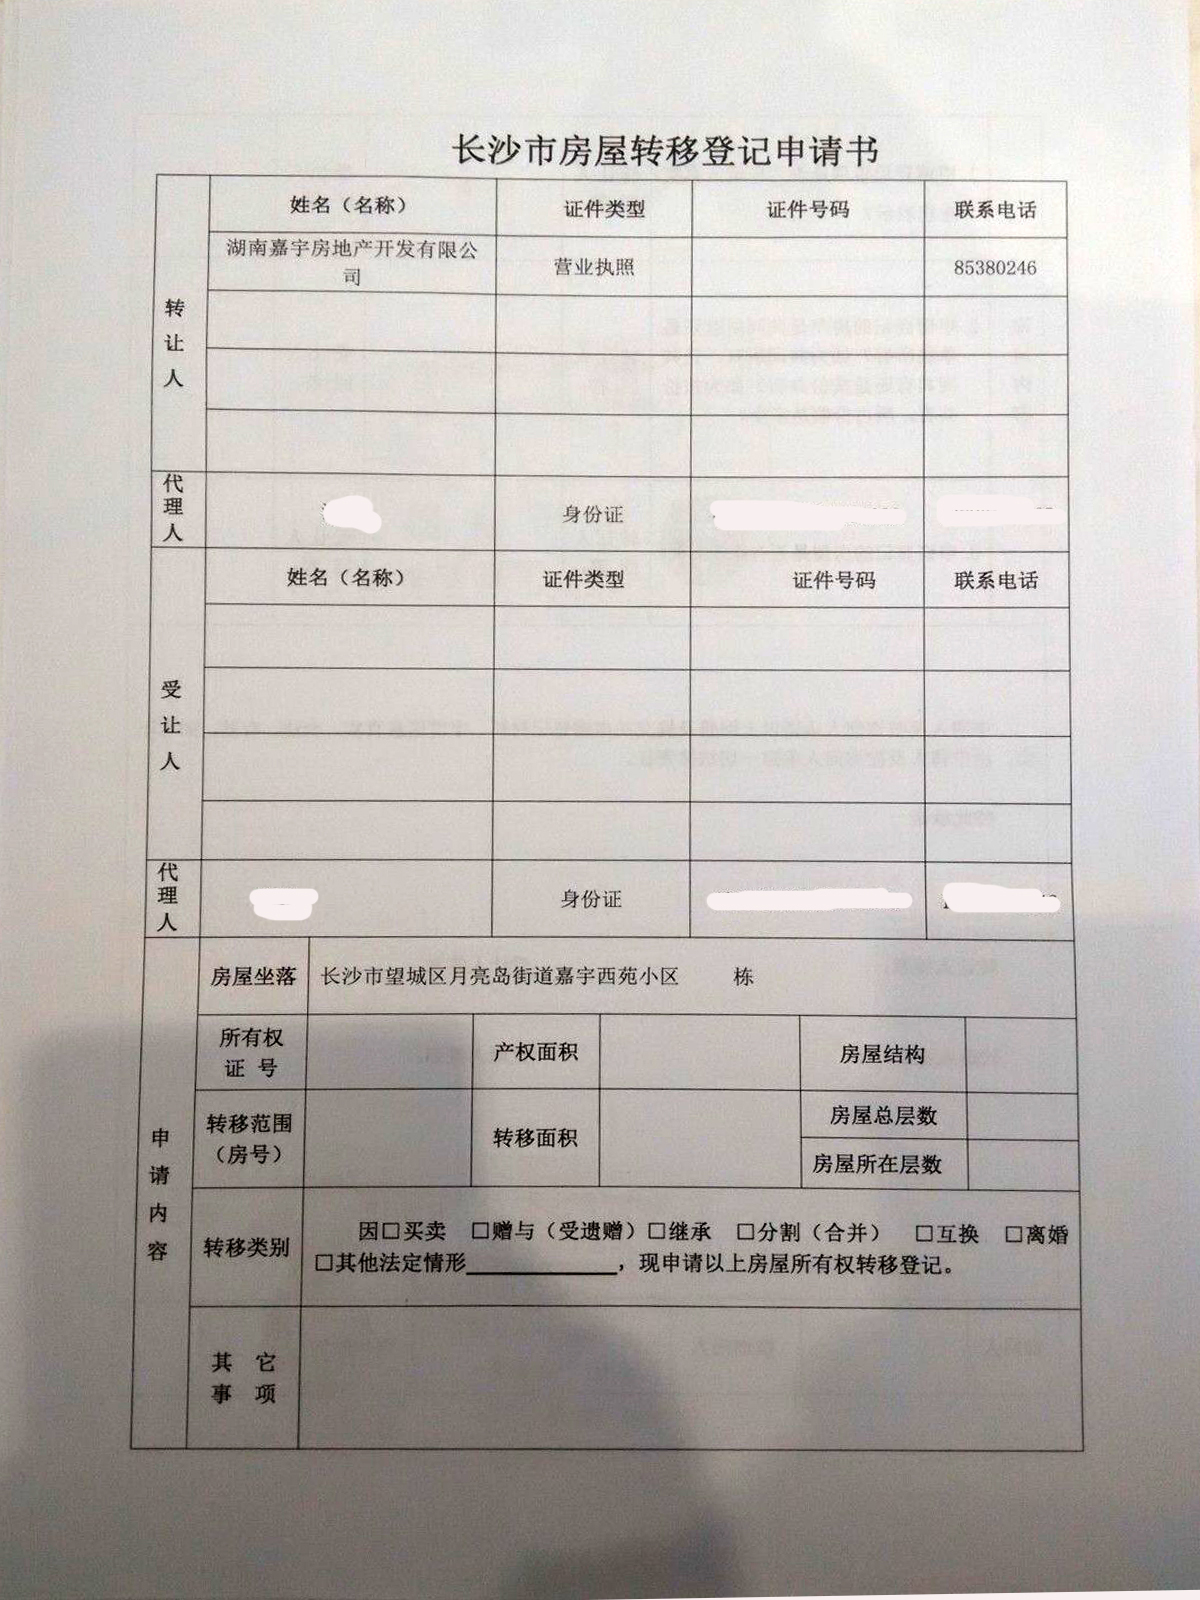 长沙市房屋转移登记申请书
转让人
姓名（名称） 证件类型 证件号码 联系电话
湖南嘉宇房地产开发有限公
司
营业执照 85380246
代理人
身份证
受让人
姓名（名称） 证件类型 证件号码 联系电话
代理人
身份证
申请内容
房屋坐落 长沙市望城区月亮岛街道嘉宇西苑小区 栋
所有权
证 号
产权面积 房屋结构
转移范围
（房号）
转移面积
房屋总层数
房屋所在层数
转移类别
因□买卖 □赠与（受遗赠）□继承 □分割（合并） □互换 □离婚
□其他法定情形____________，现申请以上房屋所有权转移登记。
其 它
事 项